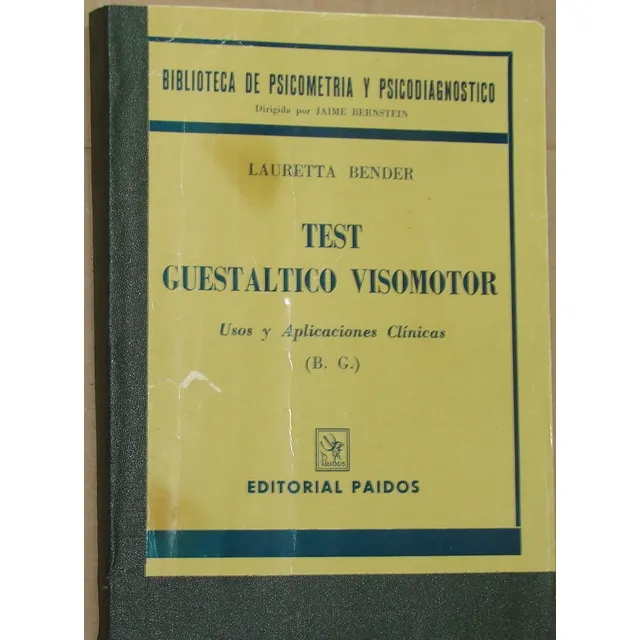 BIBLIOTECA DE PSICOMETRIA Y PSICODIAGNOSTICO
Dirigida por JAIME BERNSTEIN
LAURETTA BENDER
TEST
GUESTALTICO VISOMOTOR
Usos y Aplicaciones Clínicas
(B. G.)
PAIDOS
EDITORIAL PAIDOS